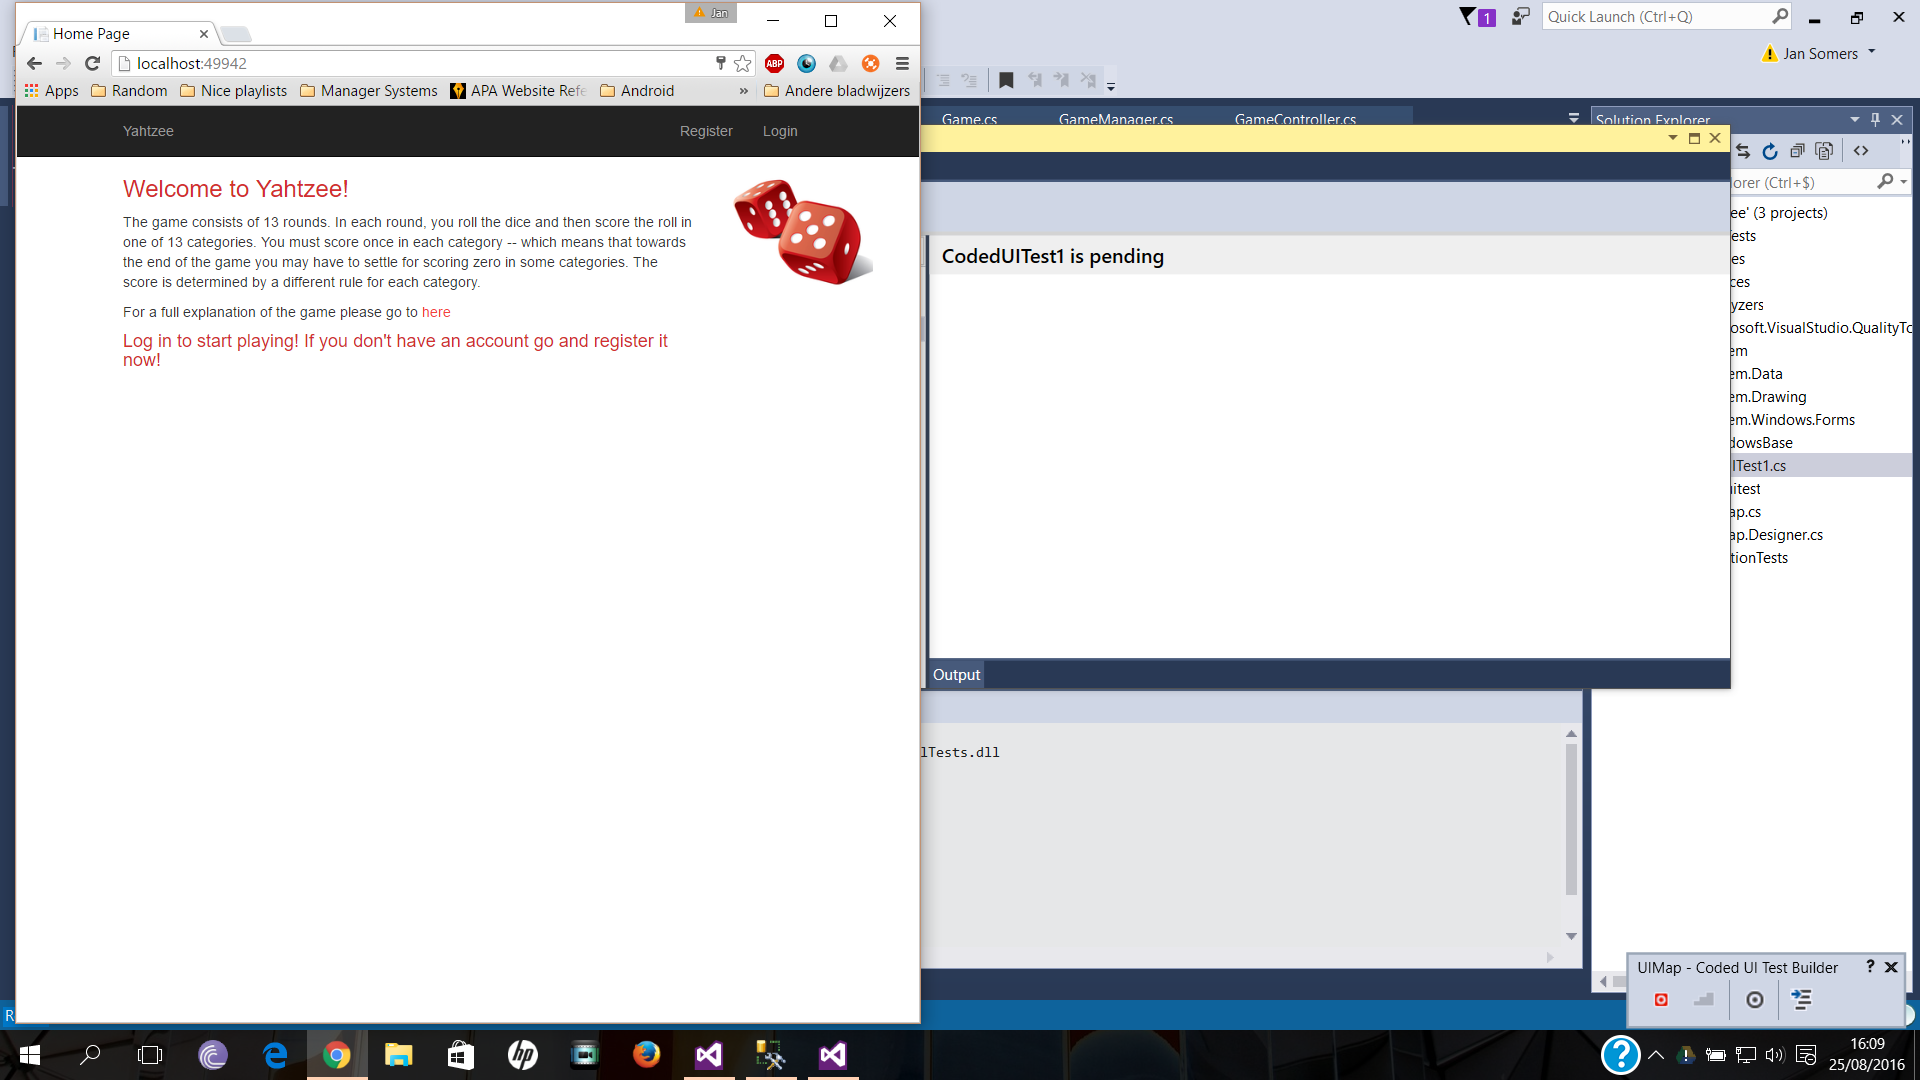 Jan
Home Page
localhost:49942
ABP
Apps
Random
Nice playlists
Manager Systems
APA Website Refe
Android
»
Andere bladwijzers
Yahtzee
Register
Login
Welcome to Yahtzee!
The game consists of 13 rounds. In each round, you roll the dice and then score the roll in
one of 13 categories. You must score once in each category -- which means that towards
the end of the game you may have to settle for scoring zero in some categories. The
score is determined by a different rule for each category.
For a full explanation of the game please go to here
Log in to start playing! If you don't have an account go and register it
now!
1
Quick Launch (Ctrl+Q)
Jan Somers
Game.cs
GameManager.cs
GameController.cs
Solution Explorer
CodedUITest1 is pending
Output
lTests.dll
orer (Ctrl+$)
ee' (3 projects)
ests
es
ces
yzers
osoft.VisualStudio.QualityTo
em
em.Data
em.Drawing
em.Windows.Forms
dowsBase
ITest1.cs
uitest
ap.cs
ap.Designer.cs
tionTests
UIMap - Coded UI Test Builder
?
R
hp
?
16:09
25/08/2016